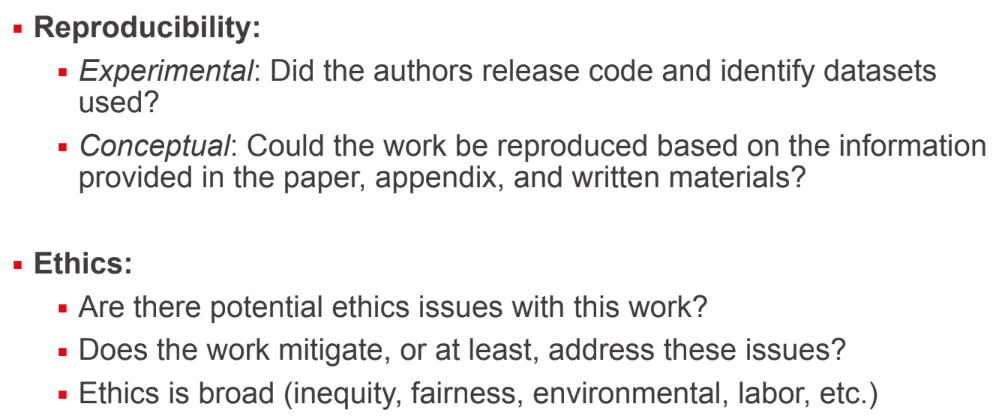 ▪ Reproducibility:
▪ Experimental: Did the authors release code and identify datasets
used?
▪ Conceptual: Could the work be reproduced based on the information
provided in the paper, appendix, and written materials?
▪ Ethics:
▪ Are there potential ethics issues with this work?
▪ Does the work mitigate, or at least, address these issues?
▪ Ethics is broad (inequity, fairness, environmental, labor, etc.)